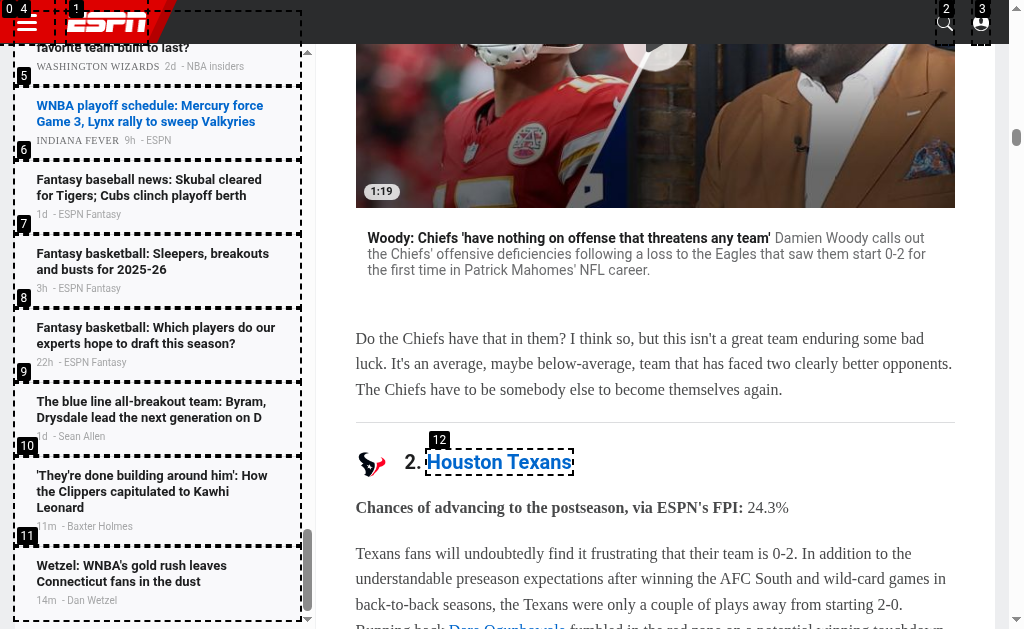 0 4
1
ESPN
2
3
favorite team built to last?
WASHINGTON WIZARDS 2d - NBA insiders
5
WNBA playoff schedule: Mercury force
Game 3, Lynx rally to sweep Valkyries
INDIANA FEVER 9h - ESPN
6
Fantasy baseball news: Skubal cleared
for Tigers; Cubs clinch playoff berth
1d - ESPN Fantasy
7
Fantasy basketball: Sleepers, breakouts
and busts for 2025-26
3h - ESPN Fantasy
8
Fantasy basketball: Which players do our
experts hope to draft this season?
22h - ESPN Fantasy
9
The blue line all-breakout team: Byram,
Drysdale lead the next generation on D
1d - Sean Allen
10
'They're done building around him': How
the Clippers capitulated to Kawhi
Leonard
11m - Baxter Holmes
11
Wetzel: WNBA's gold rush leaves
Connecticut fans in the dust
14m - Dan Wetzel
1:19
Woody: Chiefs 'have nothing on offense that threatens any team' Damien Woody calls out
the Chiefs' offensive deficiencies following a loss to the Eagles that saw them start 0-2 for
the first time in Patrick Mahomes' NFL career.
Do the Chiefs have that in them? I think so, but this isn't a great team enduring some bad
luck. It's an average, maybe below-average, team that has faced two clearly better opponents.
The Chiefs have to be somebody else to become themselves again.
12
2. Houston Texans
Chances of advancing to the postseason, via ESPN's FPI: 24.3%
Texans fans will undoubtedly find it frustrating that their team is 0-2. In addition to the
understandable preseason expectations after winning the AFC South and wild-card games in
back-to-back seasons, the Texans were only a couple of plays away from starting 2-0.
Running back Dare Ogunbowale fumbled in the red zone on a potential winning touchdown